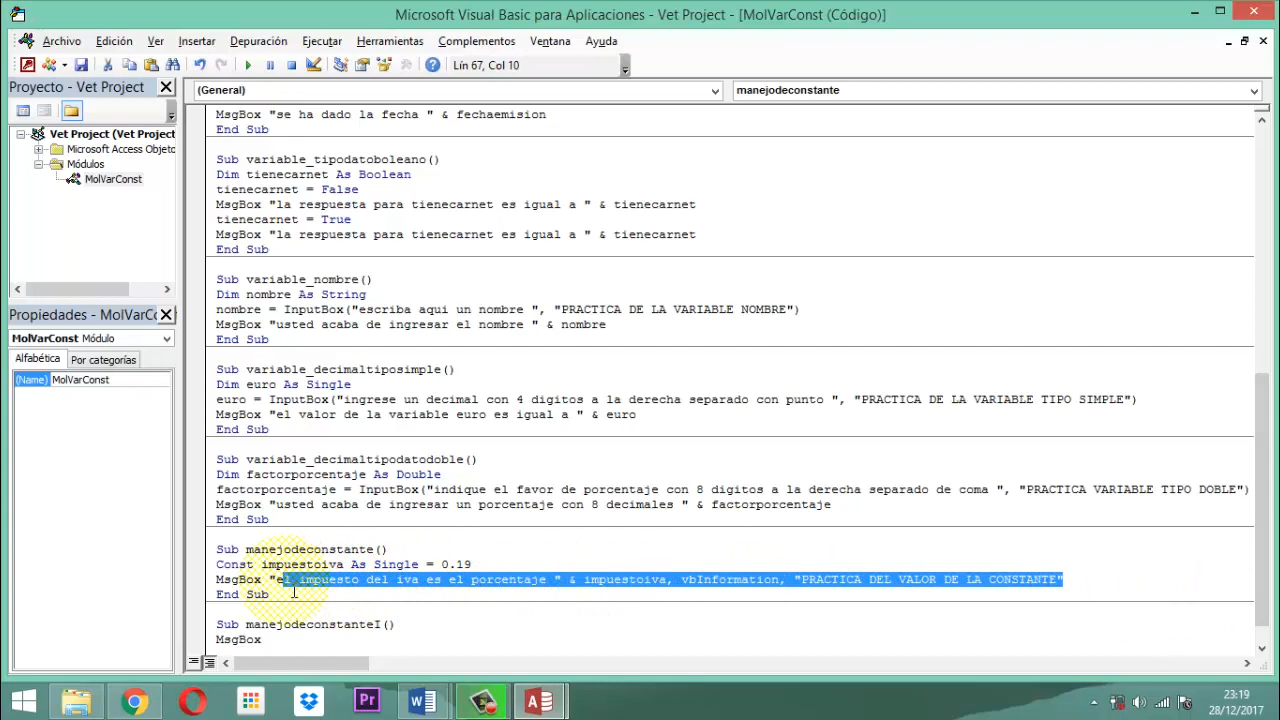 Microsoft Visual Basic para Aplicaciones - Vet Project - [MolVarConst (Código)]
Archivo Edición Ver Insertar Depuración Ejecutar Herramientas Complementos Ventana Ayuda
Lín 67, Col 10
Proyecto - Vet Project
(General)
manejodeconstante
Vet Project (Vet Project
Microsoft Access Objeto
Módulos
MolVarConst
Propiedades - MolVarCo
MolVarConst Módulo
Alfabética
Por categorías
(Name) MolVarConst
MsgBox "se ha dado la fecha " & fechaemision
End Sub
Sub variable_tipodatoboleano()
Dim tienecarnet As Boolean
tienecarnet = False
MsgBox "la respuesta para tienecarnet es igual a " & tienecarnet
tienecarnet = True
MsgBox "la respuesta para tienecarnet es igual a " & tienecarnet
End Sub
Sub variable_nombre()
Dim nombre As String
nombre = InputBox("escriba aqui un nombre ", "PRACTICA DE LA VARIABLE NOMBRE")
MsgBox "usted acaba de ingresar el nombre " & nombre
End Sub
Sub variable_decimaltiposimple()
Dim euro As Single
euro = InputBox("ingrese un decimal con 4 digitos a la derecha separado con punto ", "PRACTICA DE LA VARIABLE TIPO SIMPLE")
MsgBox "el valor de la variable euro es igual a " & euro
End Sub
Sub variable_decimaltipodatodoble()
Dim factorporcentaje As Double
factorporcentaje = InputBox("indique el favor de porcentaje con 8 digitos a la derecha separado de coma ", "PRACTICA VARIABLE TIPO DOBLE")
MsgBox "usted acaba de ingresar un porcentaje con 8 decimales " & factorporcentaje
End Sub
Sub manejodeconstante()
Const impuestoiva As Single = 0.19
MsgBox "el impuesto del iva es el porcentaje " & impuestoiva, vbInformation, "PRACTICA DEL VALOR DE LA CONSTANTE"
End Sub
Sub manejodeconstanteI()
MsgBox
Pr
23:19
28/12/2017